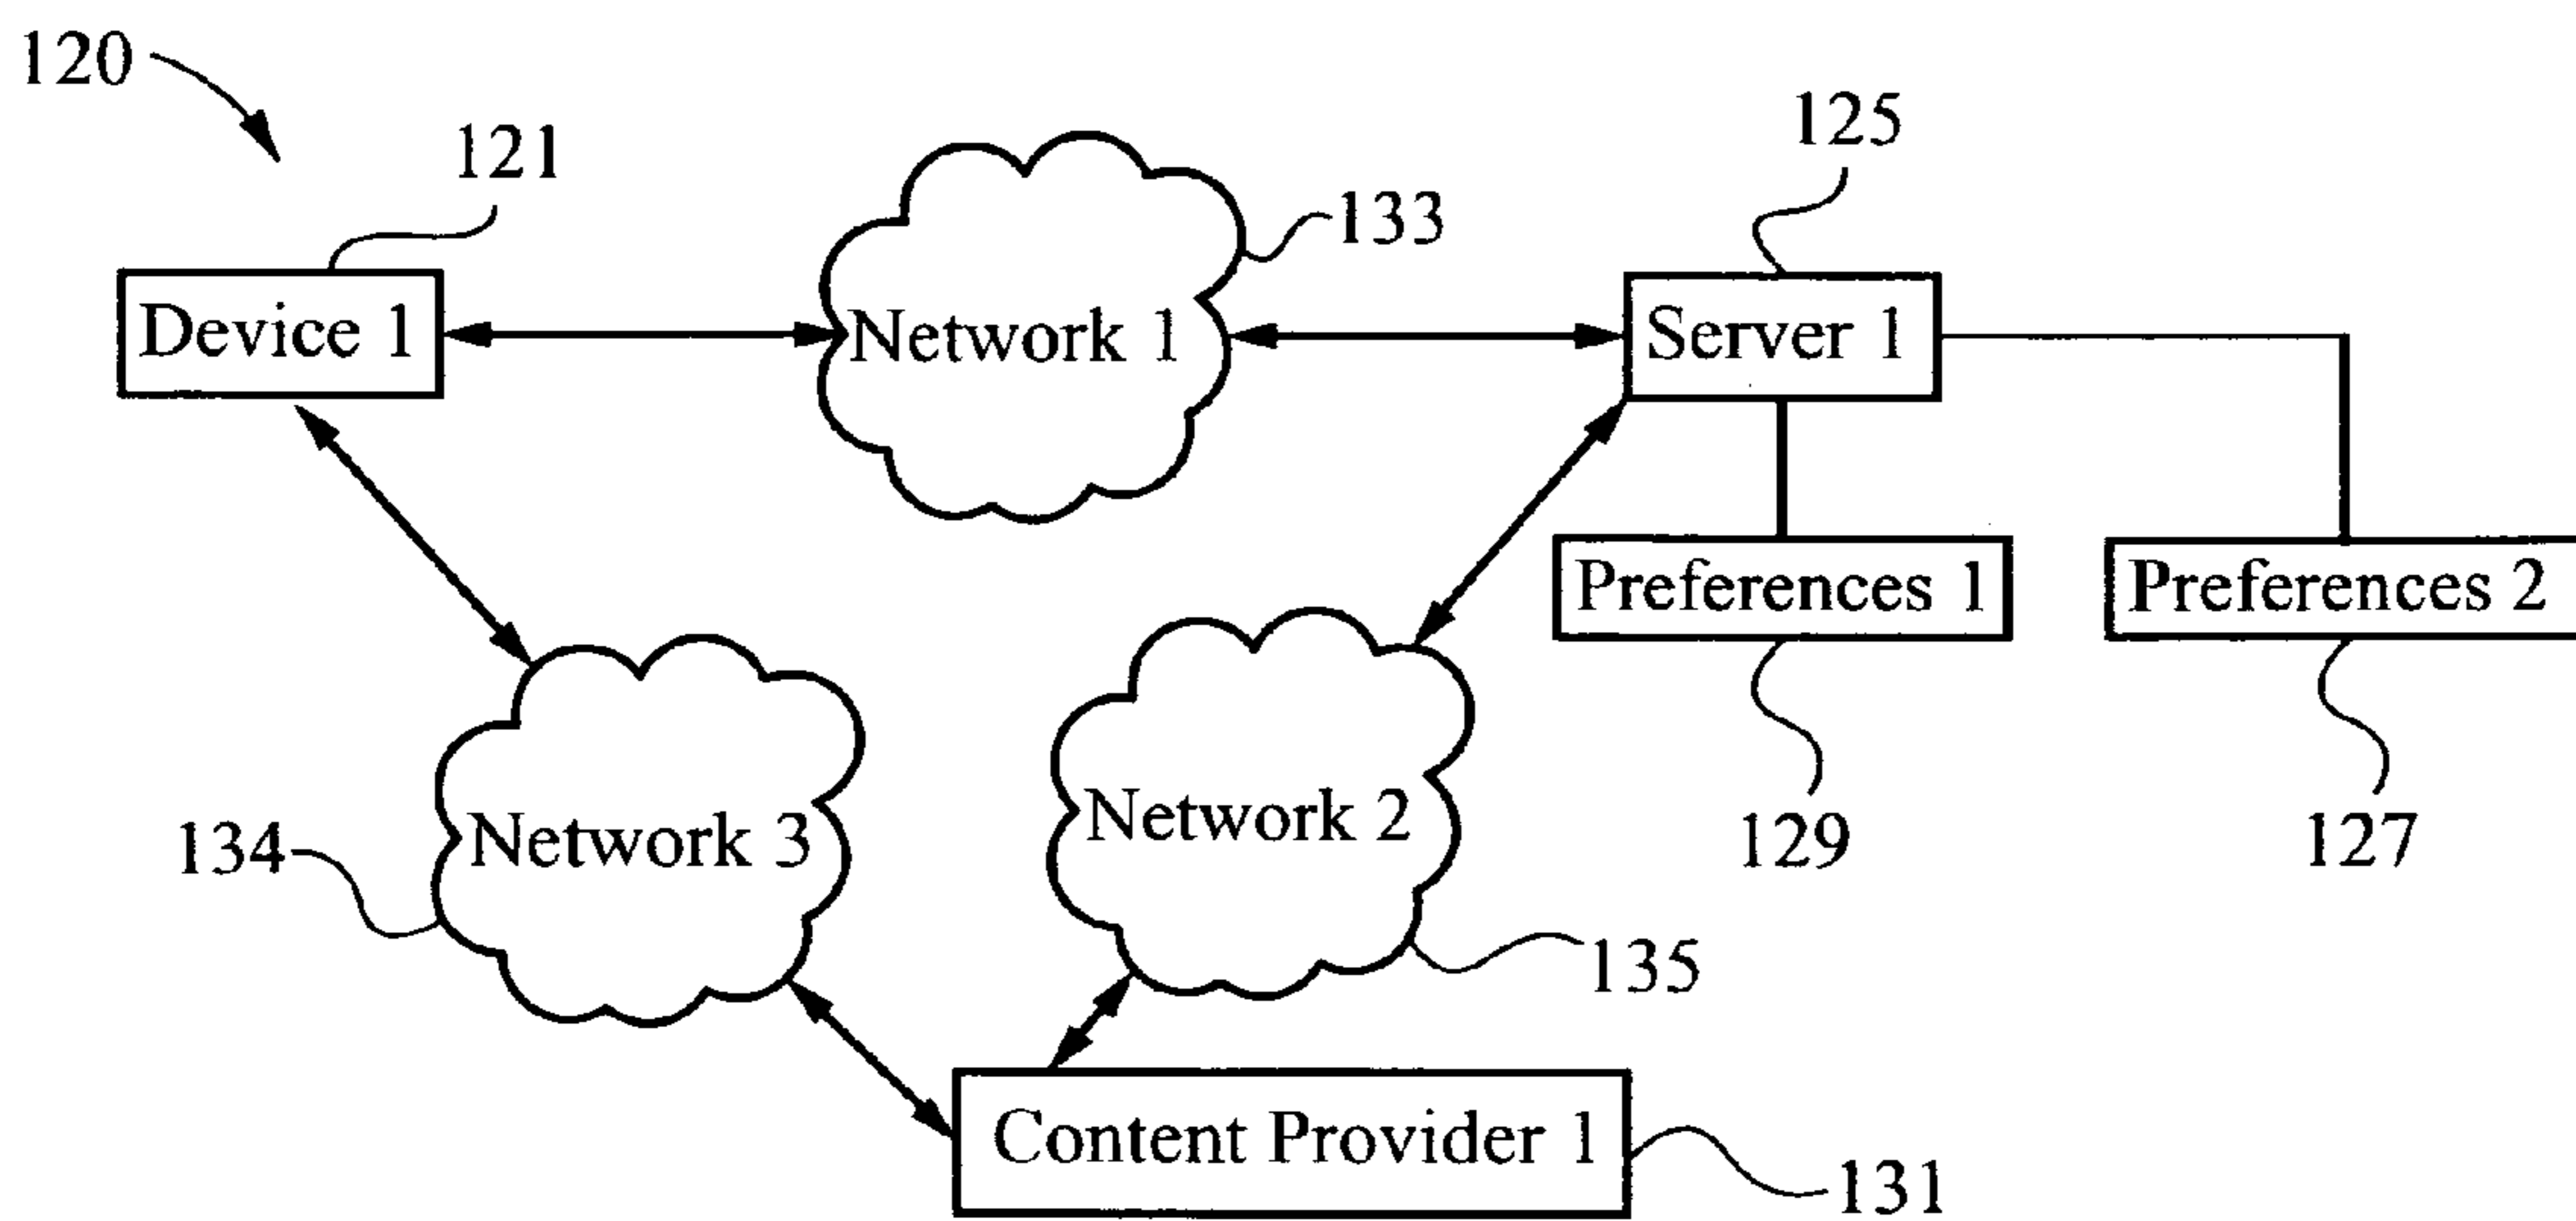 120
121
125
133
Device 1
Network 1
Server 1
Preferences 1
Preferences 2
Network 3
Network 2
134
129
127
135
Content Provider 1
131